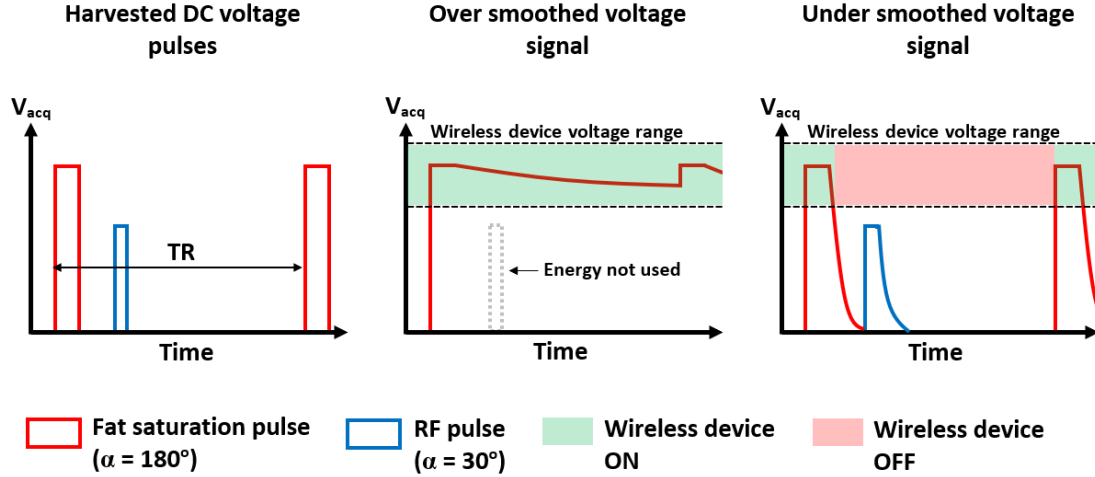 Harvested DC voltage
pulses
Over smoothed voltage
signal
Under smoothed voltage
signal
Vacq
TR
Time
Vacq
Wireless device voltage range
Energy not used
Time
Vacq
Wireless device voltage range
Time
Fat saturation pulse
(α = 180°)
RF pulse
(α = 30°)
Wireless device
ON
Wireless device
OFF